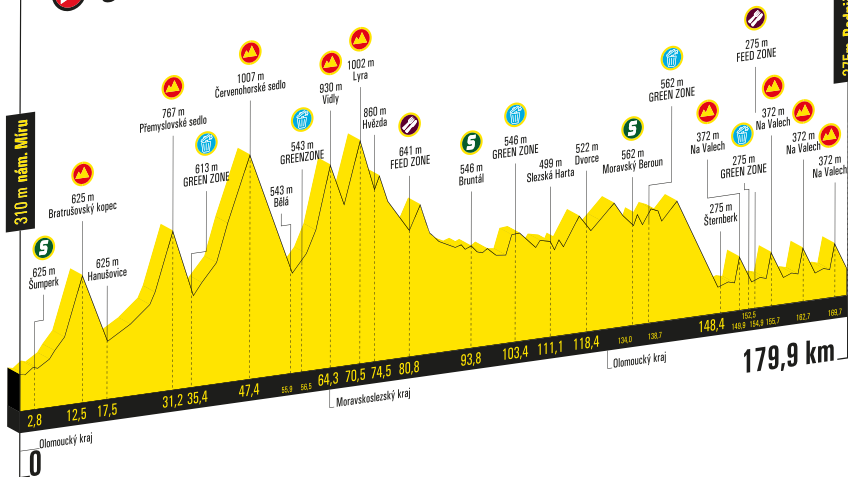 310 m nám. Míru
S
625 m
Šumperk
625 m
Bratrušovský kopec
625 m
Hanušovice
767 m
Přemyslovské sedlo
613 m
GREEN ZONE
1007 m
Červenohorské sedlo
543 m
Bělá
543 m
GREENZONE
930 m
Vidly
1002 m
Lyra
860 m
Hvězda
641 m
FEED ZONE
S
546 m
Bruntál
546 m
GREEN ZONE
499 m
Slezská Harta
522 m
Dvorce
S
562 m
Moravský Beroun
562 m
GREEN ZONE
372 m
Na Valech
275 m
Šternberk
275 m
GREEN ZONE
275 m
FEED ZONE
372 m
Na Valech
372 m
Na Valech
372 m
Na Valech
275m
2,8
12,5
17,5
31,2
35,4
47,4
55,9
56,5
64,3
70,5
74,5
80,8
93,8
103,4
111,1
118,4
134,0
138,7
148,4
149,9
152,5
154,9
155,7
162,7
169,7
179,9 km
Olomoucký kraj
Moravskoslezský kraj
Olomoucký kraj
0